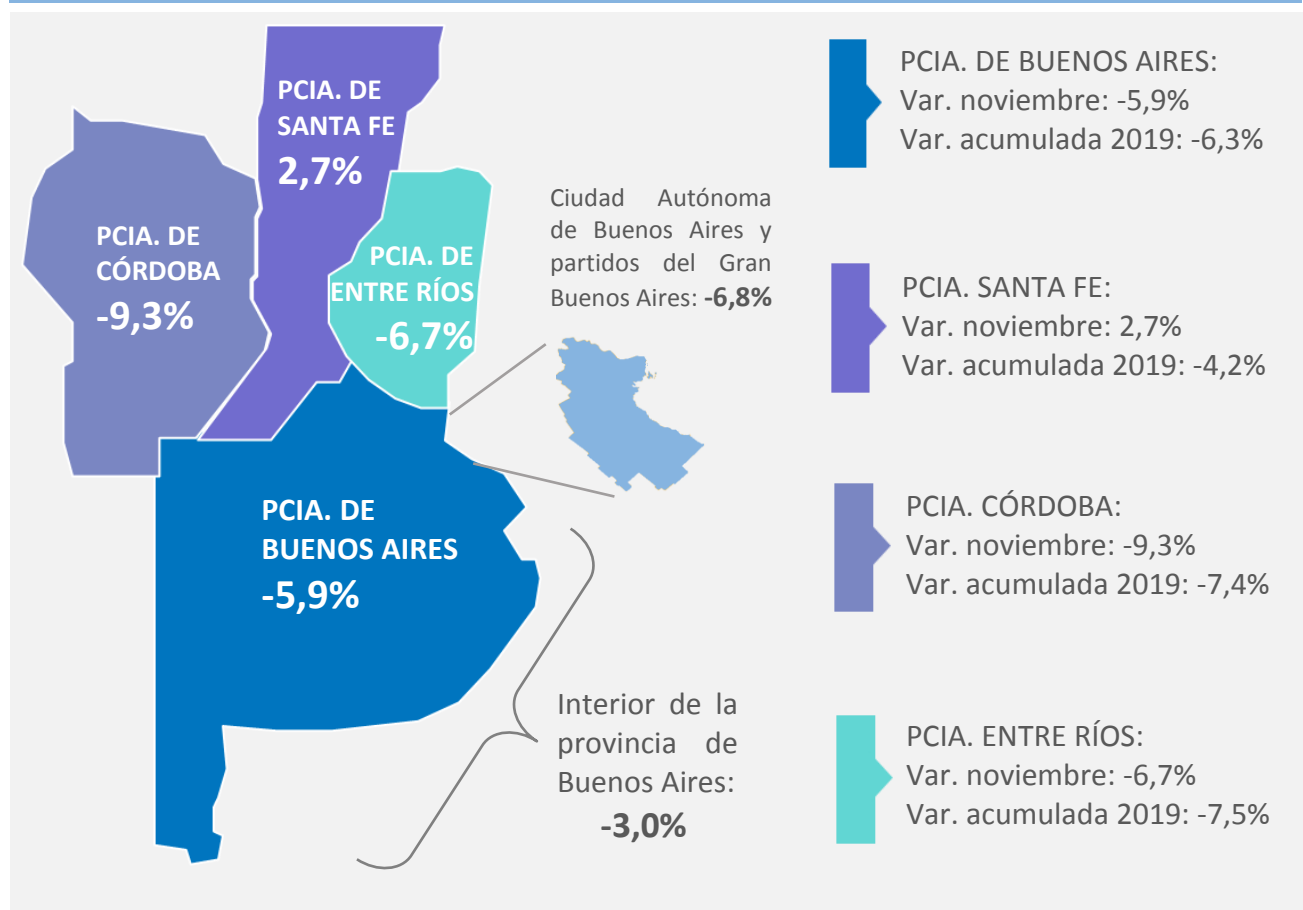 PCIA. DE
SANTA FE
2,7%
PCIA. DE
CÓRDOBA
-9,3%
PCIA. DE
ENTRE RÍOS
-6,7%
PCIA. DE
BUENOS AIRES
-5,9%
Ciudad Autónoma
de Buenos Aires y
partidos del Gran
Buenos Aires: -6,8%
Interior de la
provincia de
Buenos Aires:
-3,0%
PCIA. DE BUENOS AIRES:
Var. noviembre: -5,9%
Var. acumulada 2019: -6,3%
PCIA. SANTA FE:
Var. noviembre: 2,7%
Var. acumulada 2019: -4,2%
PCIA. CÓRDOBA:
Var. noviembre: -9,3%
Var. acumulada 2019: -7,4%
PCIA. ENTRE RÍOS:
Var. noviembre: -6,7%
Var. acumulada 2019: -7,5%